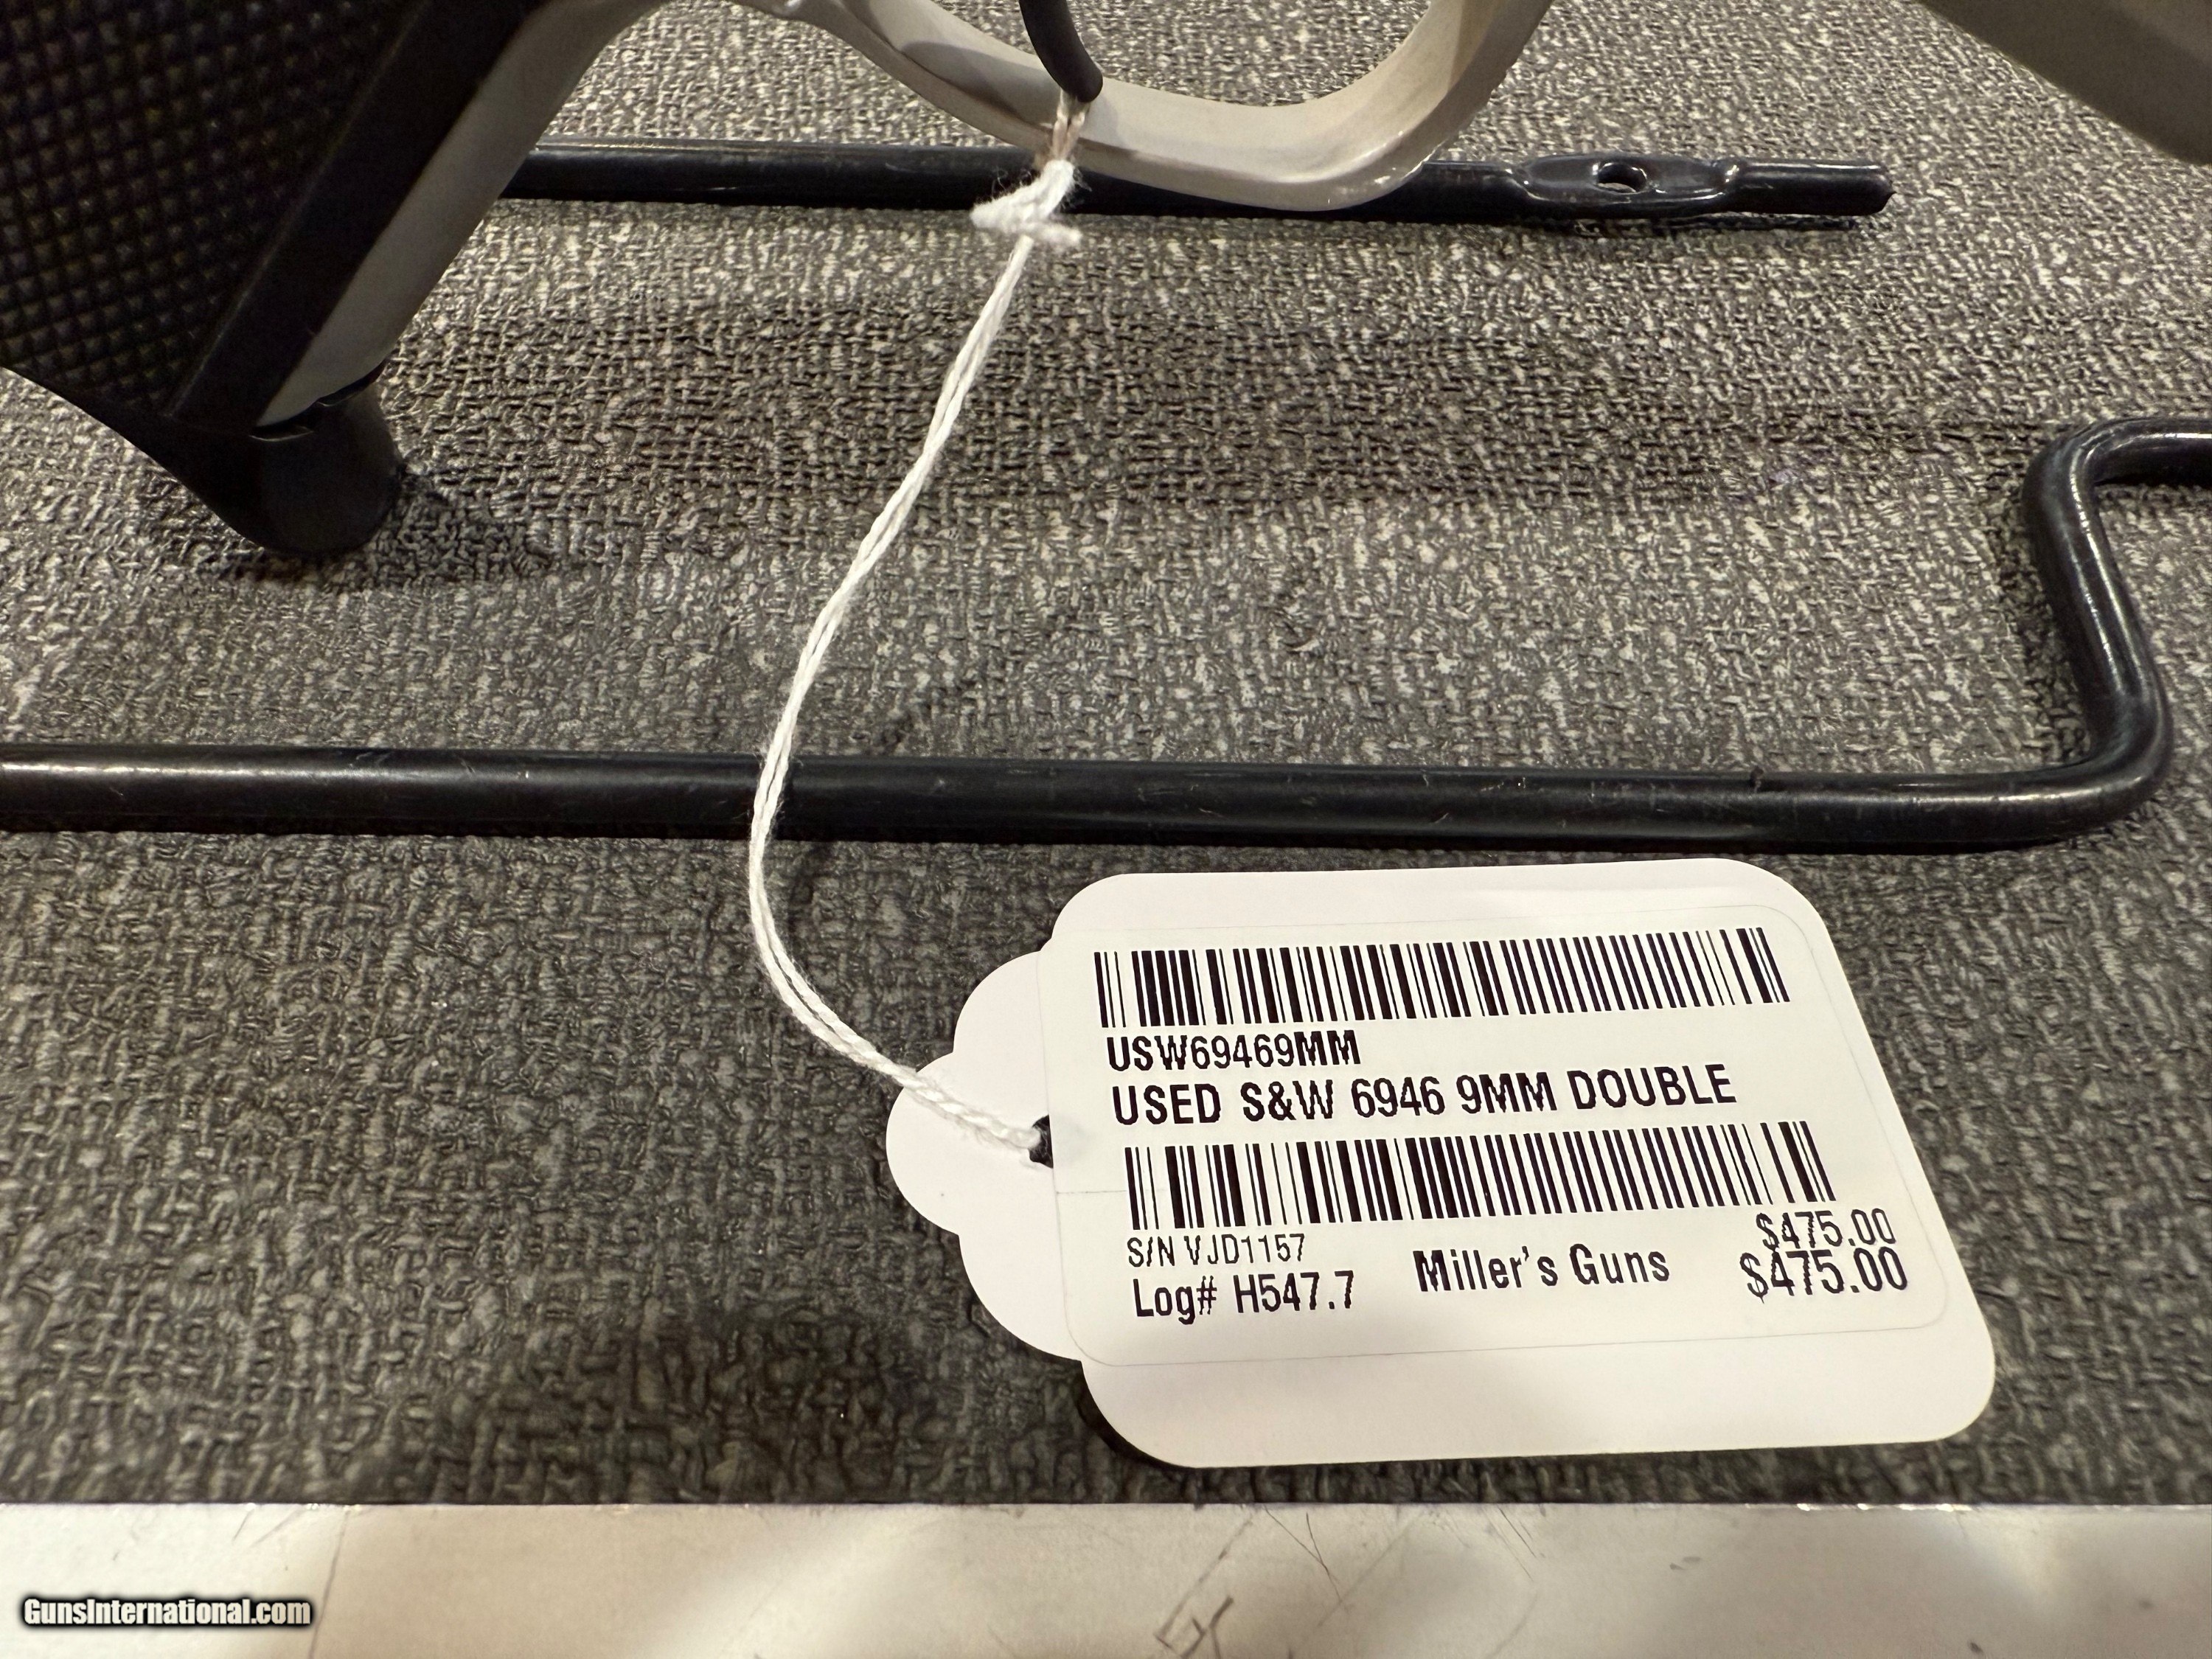 USW69469MM
USED S&W 6946 9MM DOUBLE
S/N VJD1157
$475.00
Log# H547.7
Miller's Guns
$475.00
GunsInternational.com